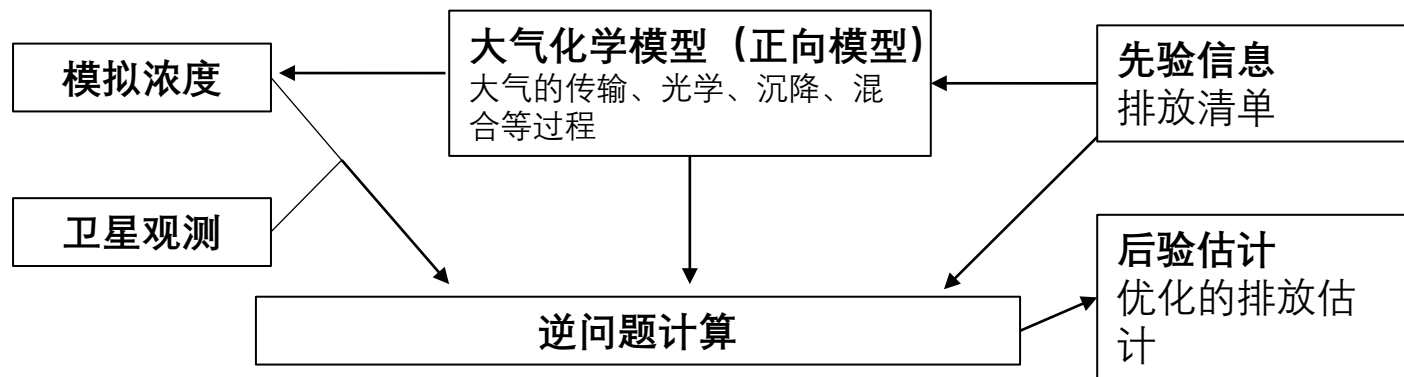 模拟浓度
大气化学模型（正向模型）
大气的传输、光学、沉降、混
合等过程
先验信息
排放清单
卫星观测
后验估计
优化的排放估
计
逆问题计算